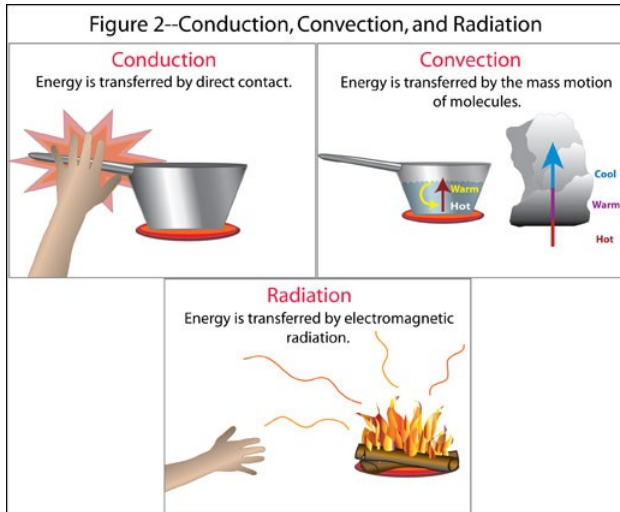 Figure 2--Conduction, Convection, and Radiation
Conduction
Energy is transferred by direct contact.
Convection
Energy is transferred by the mass motion
of molecules.
Warm
Hot
Cool
Warm
Hot
Radiation
Energy is transferred by electromagnetic
radiation.